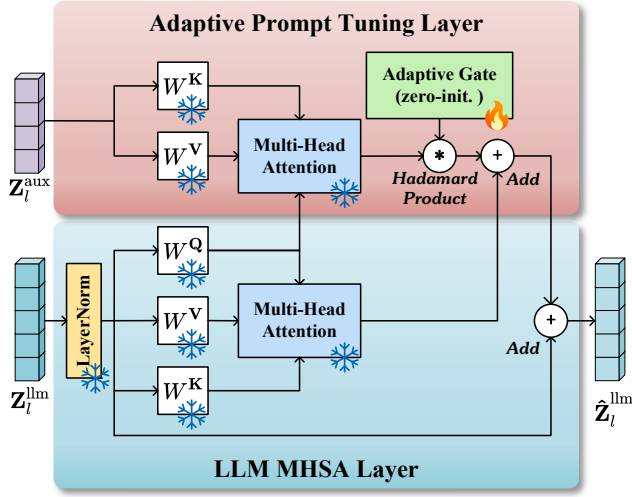 Adaptive Prompt Tuning Layer
Adaptive Gate
(zero-init. )
W^K
W^V
Multi-Head
Attention
*
+
Hadamard
Product
Add
Z_l^aux
W^Q
LayerNorm
W^V
Multi-Head
Attention
+
Add
W^K
Z_l^llm
Ẑ_l^llm
LLM MHSA Layer